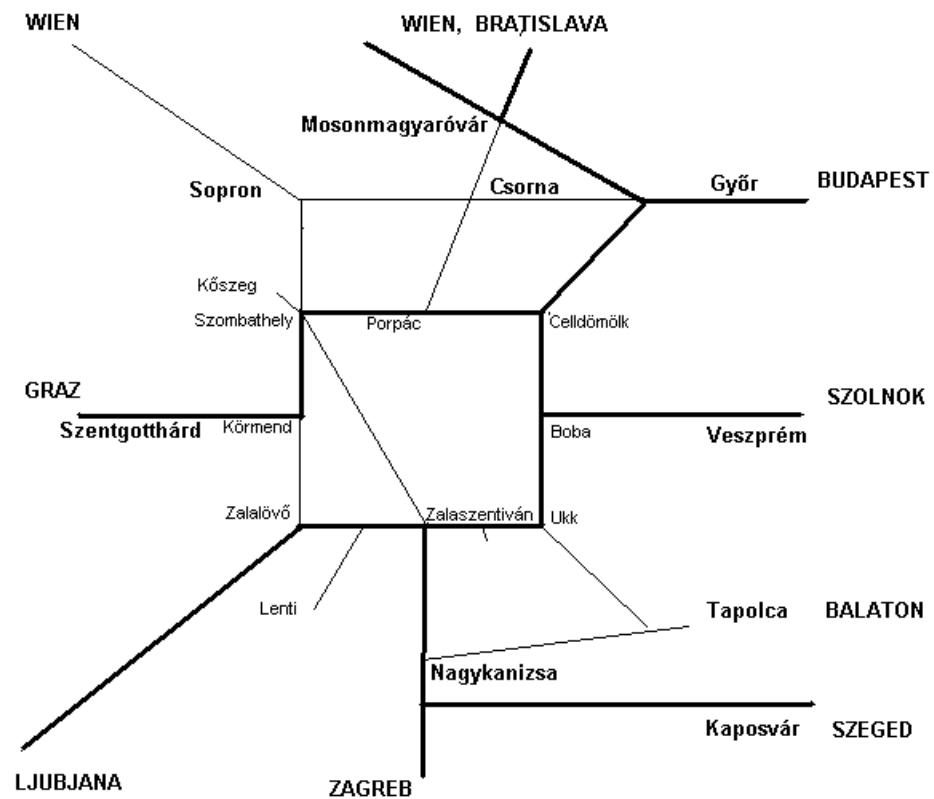 WIEN
WIEN, BRATISLAVA
Mosonmagyaróvár
Sopron
Csorna
Győr
BUDAPEST
Kőszeg
Szombathely
Porpác
Celldömölk
GRAZ
SZOLNOK
Szentgotthárd
Körmend
Boba
Veszprém
Zalalövő
Zalaszentiván
Ukk
Lenti
Tapolca
BALATON
Nagykanizsa
Kaposvár
SZEGED
LJUBJANA
ZAGREB